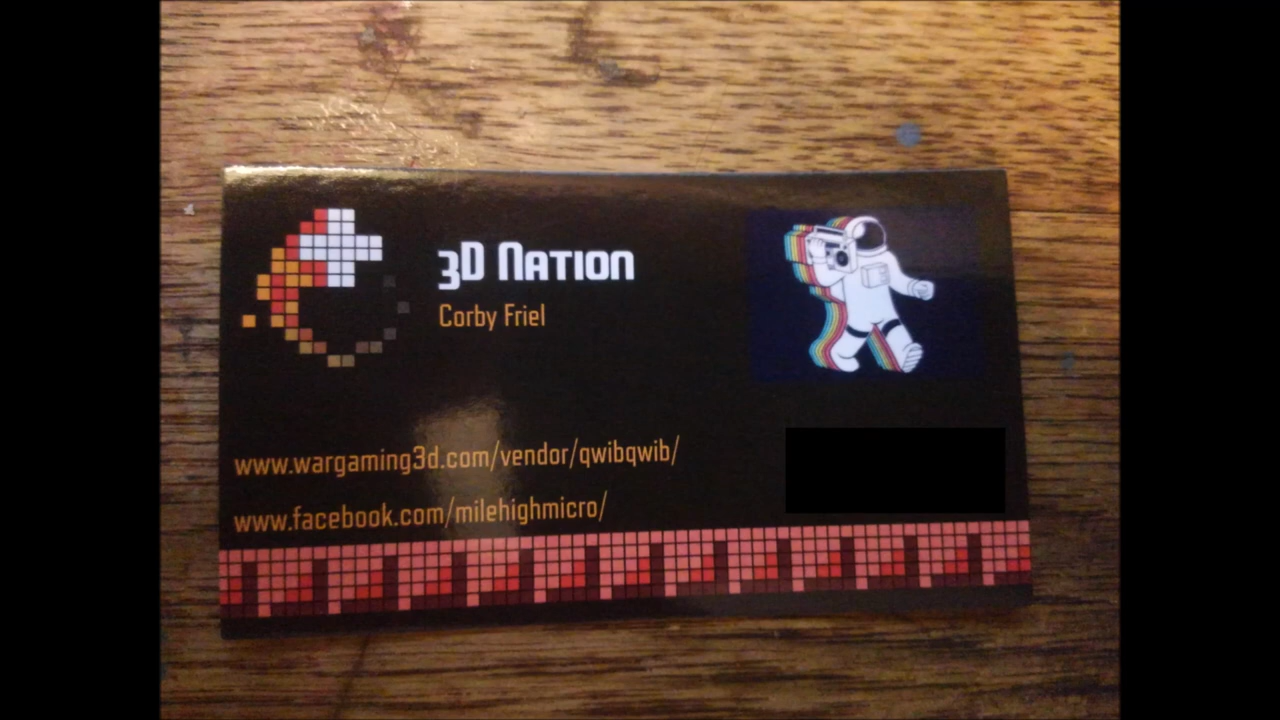 3D Nation
Corby Friel
www.wargaming3d.com/vendor/qwibqwib/
www.facebook.com/milehighmicro/